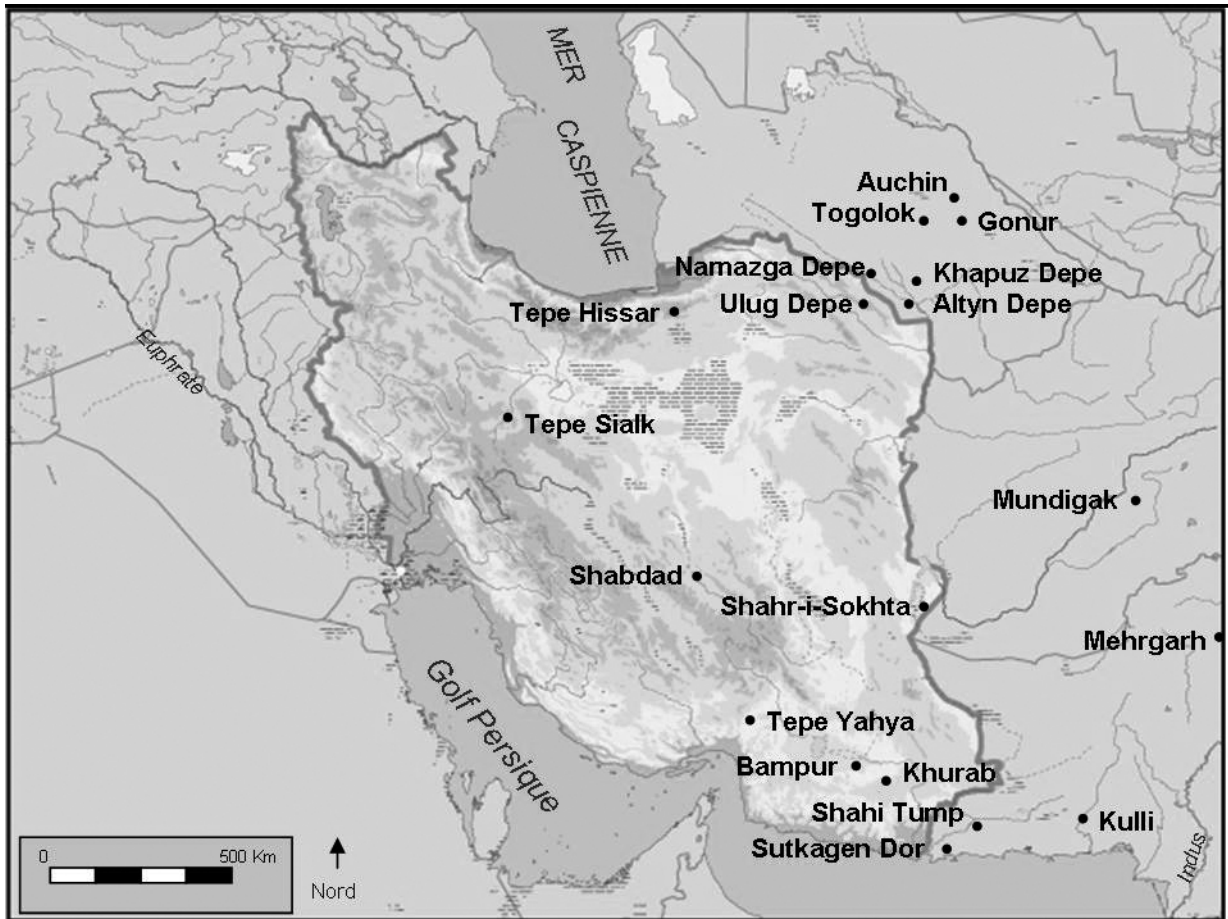 MER CASPIENNE
Auchin
Togolok
Gonur
Namazga Depe
Khapuz Depe
Tepe Hissar
Ulug Depe
Altyn Depe
Euphrate
Tepe Sialk
Mundigak
Shabdad
Shahr-i-Sokhta
Mehrgarh
Golf Persique
Tepe Yahya
Bampur
Khurab
Shahi Tump
Kulli
Sutkagen Dor
Indus
0 500 Km
Nord